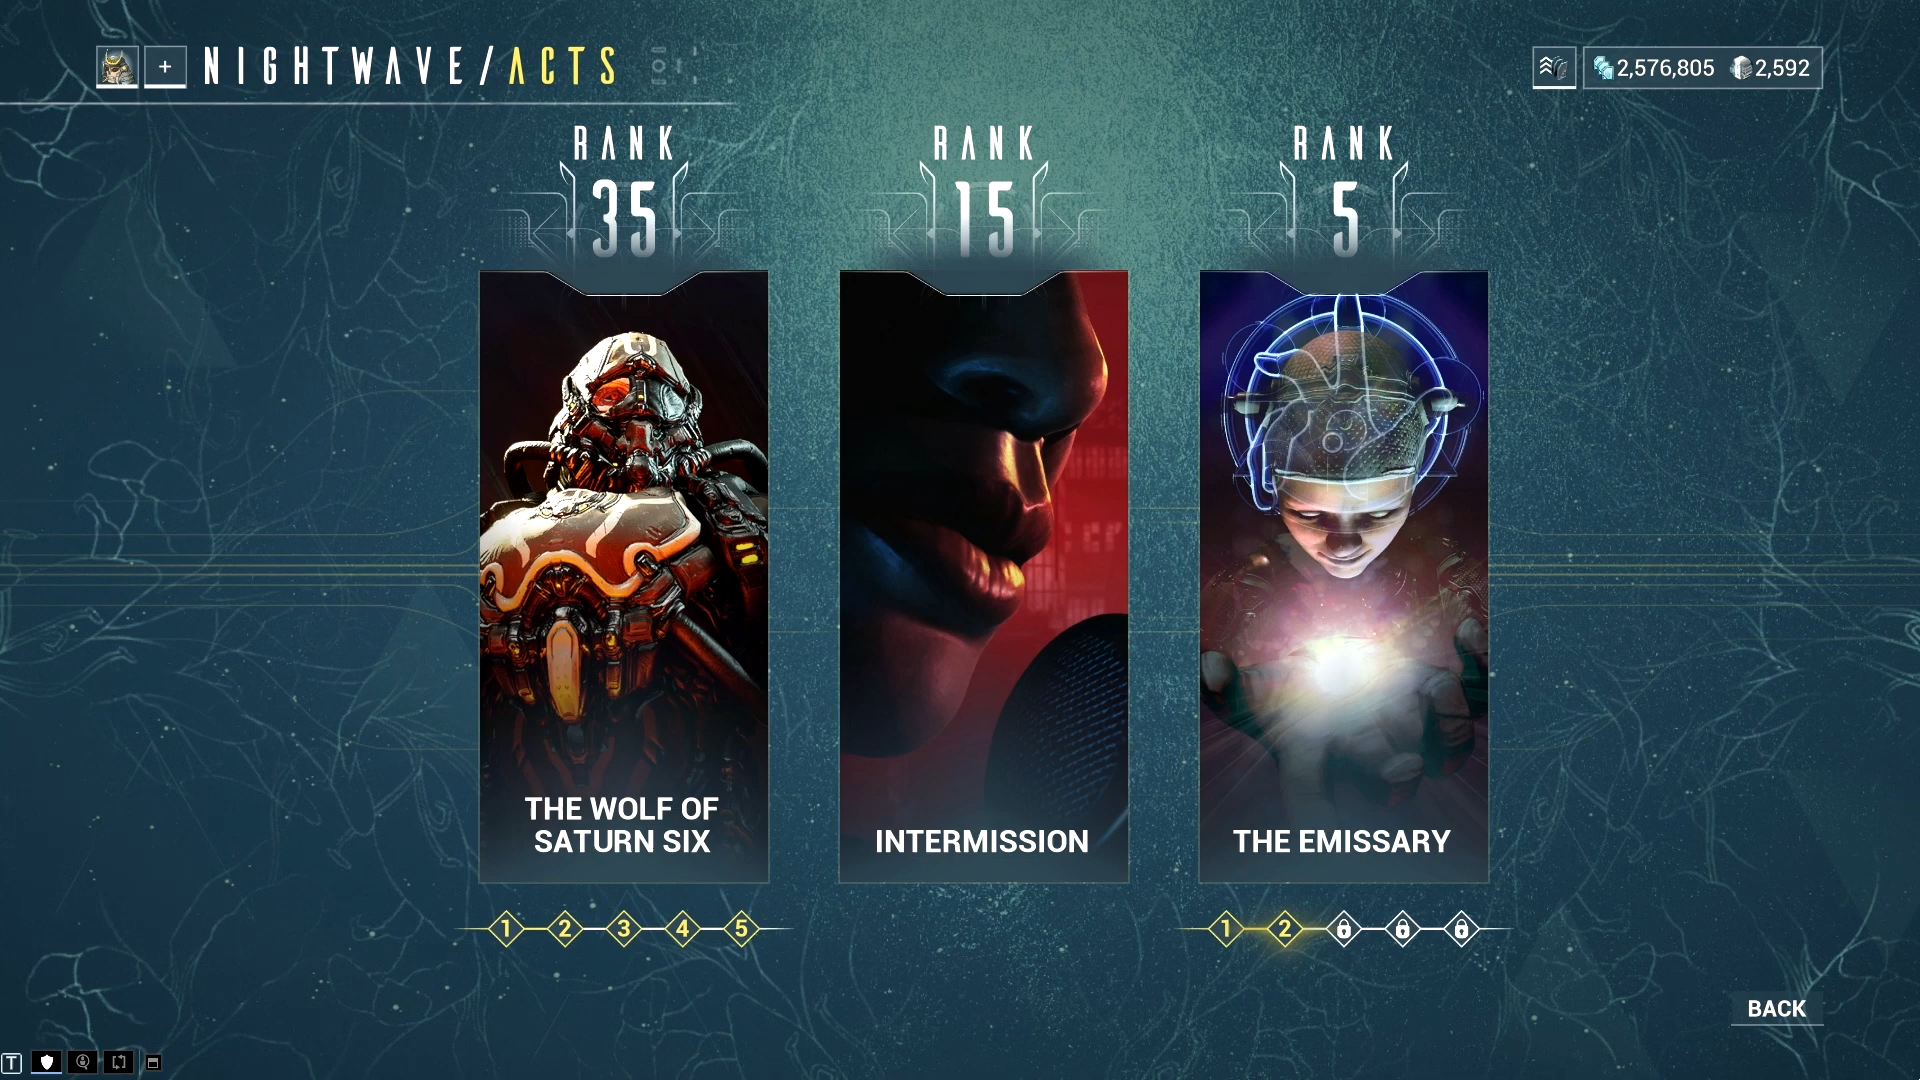 NIGHTWAVE/ACTS
2,576,805 2,592
RANK
35
THE WOLF OF
SATURN SIX
1 2 3 4 5
RANK
15
INTERMISSION
RANK
5
THE EMISSARY
1 2
BACK
T